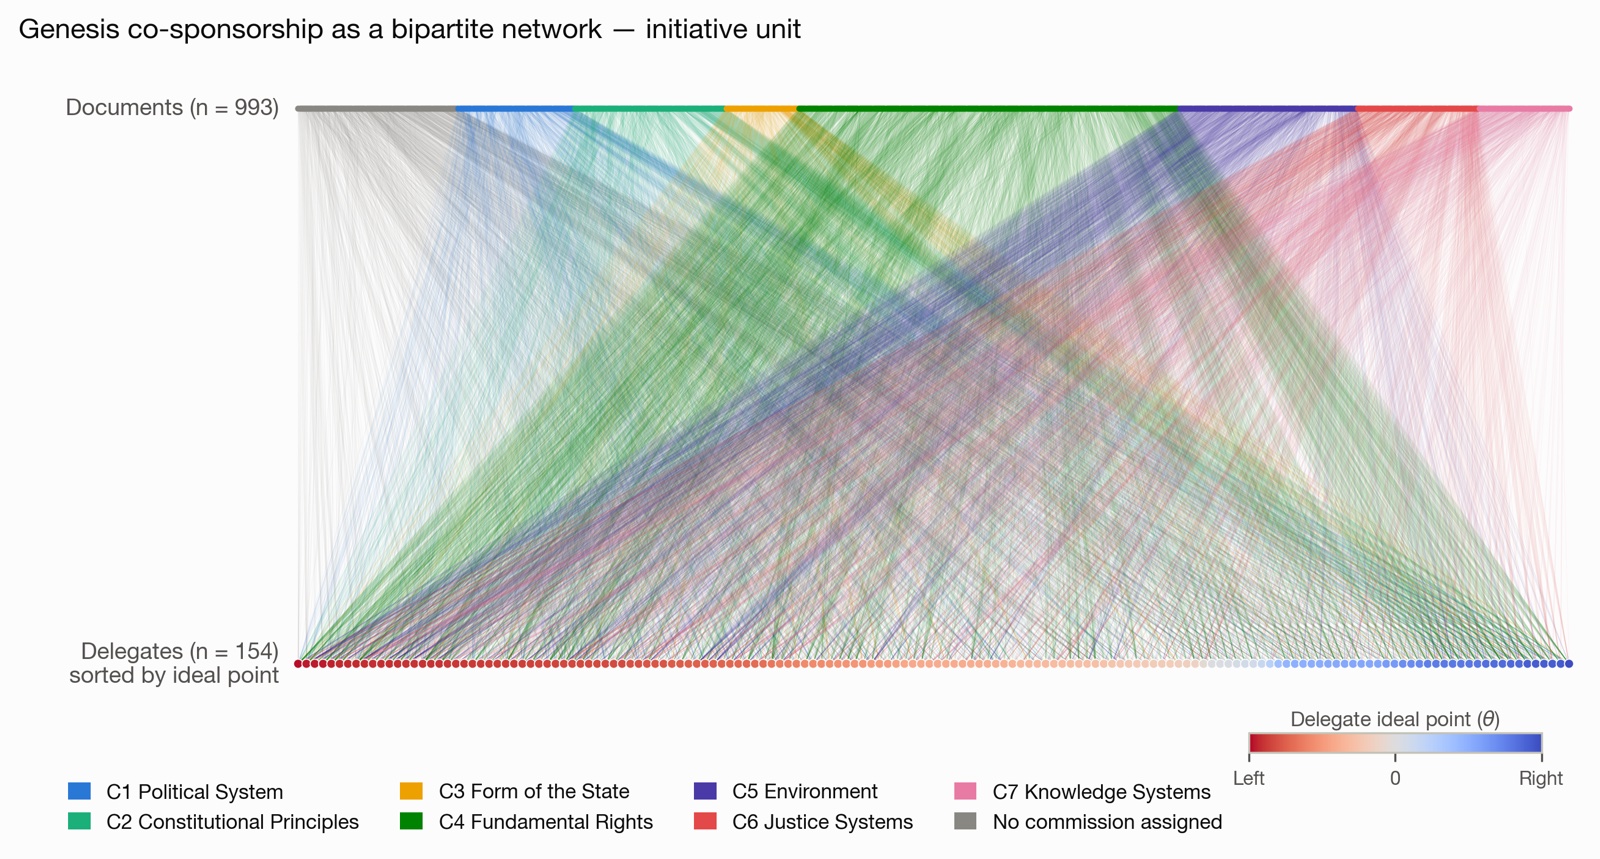 Genesis co-sponsorship as a bipartite network — initiative unit
Documents (n = 993)
Delegates (n = 154)
sorted by ideal point
Delegate ideal point (θ)
Left
0
Right
C1 Political System
C2 Constitutional Principles
C3 Form of the State
C4 Fundamental Rights
C5 Environment
C6 Justice Systems
C7 Knowledge Systems
No commission assigned